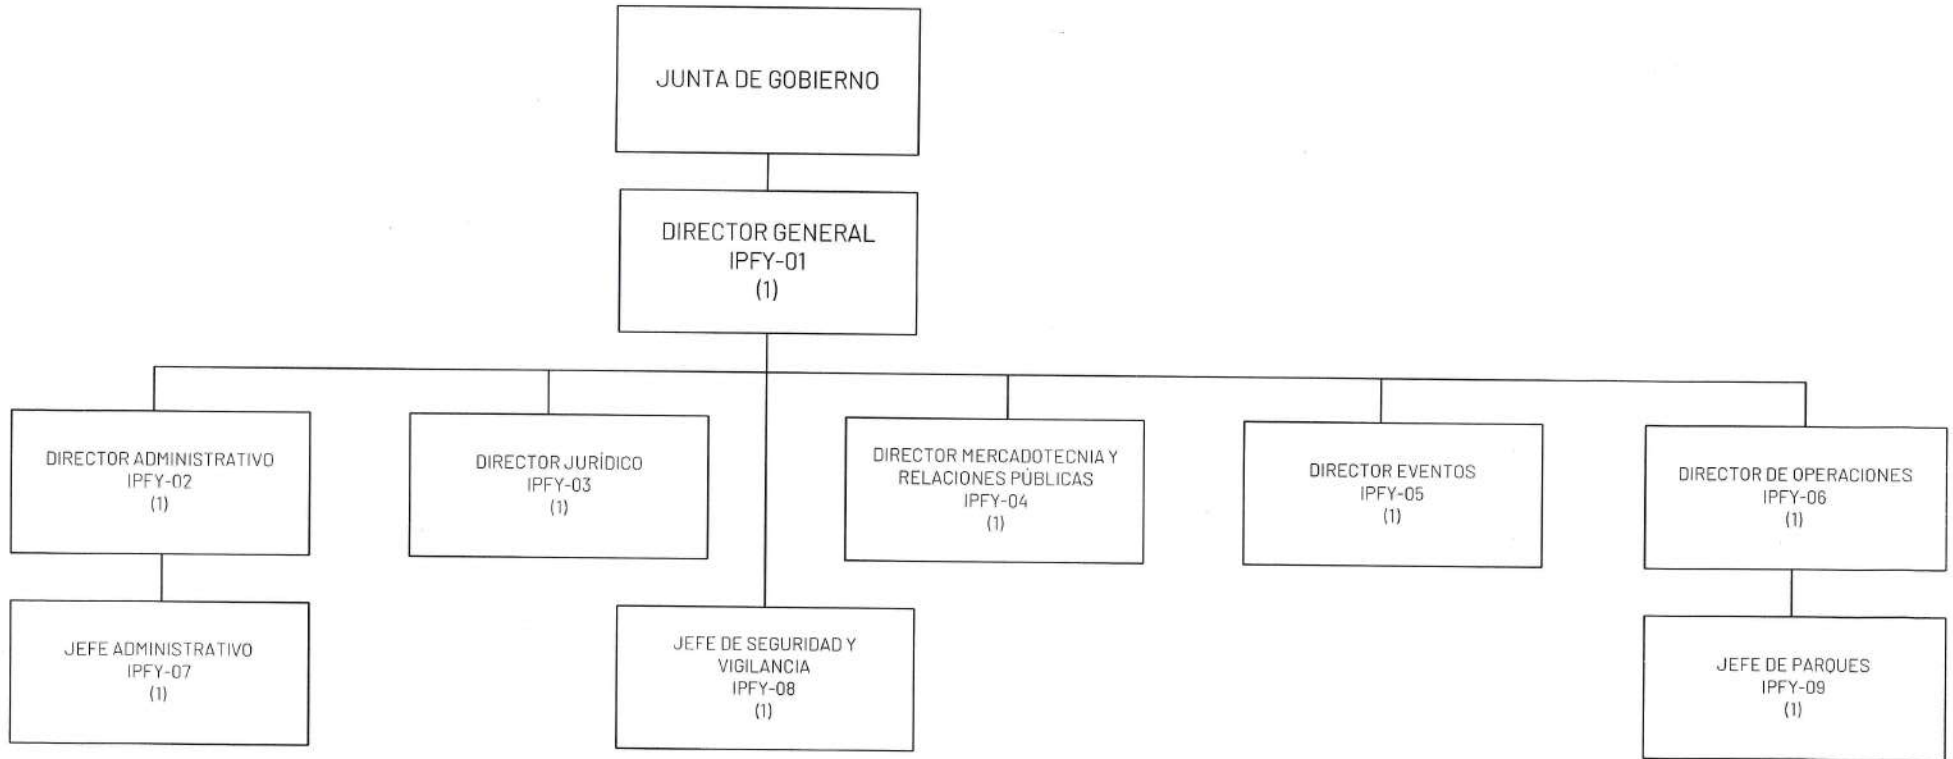 JUNTA DE GOBIERNO
DIRECTOR GENERAL
IPFY-01
(1)
DIRECTOR ADMINISTRATIVO
IPFY-02
(1)
DIRECTOR JURÍDICO
IPFY-03
(1)
DIRECTOR MERCADOTECNIA Y
RELACIONES PÚBLICAS
IPFY-04
(1)
DIRECTOR EVENTOS
IPFY-05
(1)
DIRECTOR DE OPERACIONES
IPFY-06
(1)
JEFE ADMINISTRATIVO
IPFY-07
(1)
JEFE DE SEGURIDAD Y
VIGILANCIA
IPFY-08
(1)
JEFE DE PARQUES
IPFY-09
(1)